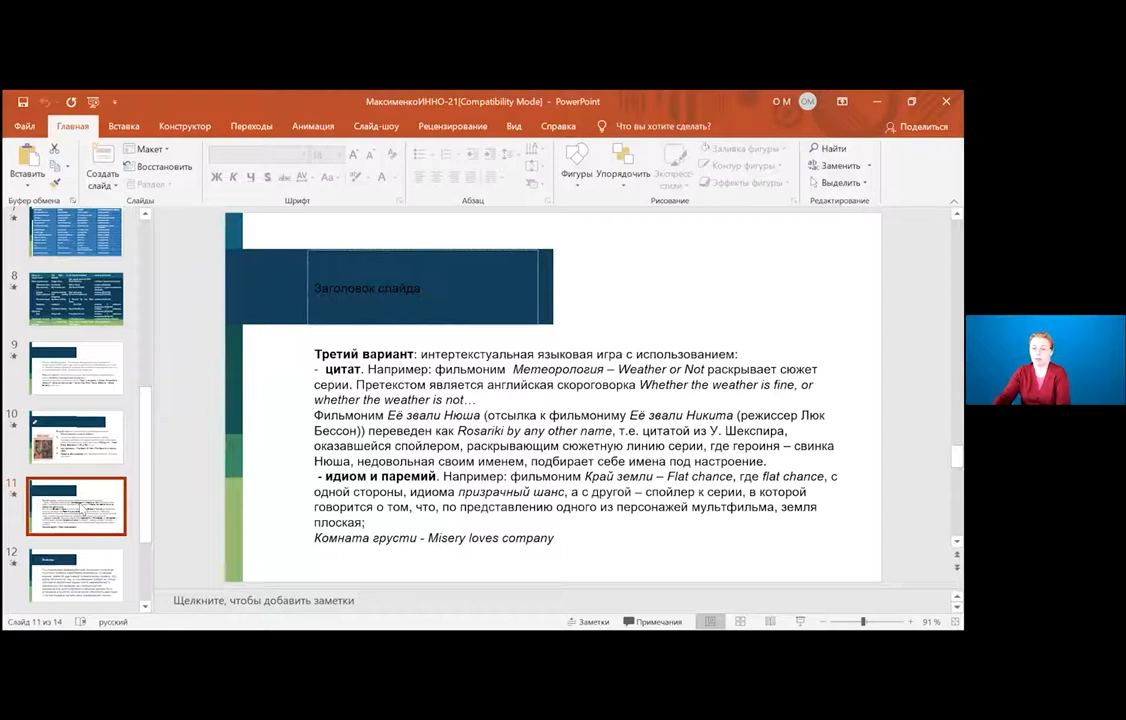 МаксименкоИННО-21[Compatibility Mode] - PowerPoint
О М
ОМ
Файл Главная Вставка Конструктор Переходы Анимация Слайд-шоу Рецензирование Вид Справка Что вы хотите сделать? Поделиться
Вставить
Буфер обмена
Создать слайд
Макет
Восстановить
Раздел
Слайды
Ж К Ч S abc AV Aa A
Шрифт
Абзац
Фигуры
Упорядочить
Экспресс-стили
Заливка фигуры
Контур фигуры
Эффекты фигуры
Рисование
Найти
Заменить
Выделить
Редактирование
8
9
10
11
12
Заголовок слайда
Третий вариант: интертекстуальная языковая игра с использованием:
- цитат. Например: фильмоним Метеорология – Weather or Not раскрывает сюжет
серии. Претекстом является английская скороговорка Whether the weather is fine, or
whether the weather is not…
Фильмоним Её звали Нюша (отсылка к фильмониму Её звали Никита (режиссер Люк
Бессон)) переведен как Rosariki by any other name, т.е. цитатой из У. Шекспира,
оказавшейся спойлером, раскрывающим сюжетную линию серии, где героиня – свинка
Нюша, недовольная своим именем, подбирает себе имена под настроение.
- идиом и паремий. Например: фильмоним Край земли – Flat chance, где flat chance, с
одной стороны, идиома призрачный шанс, а с другой – спойлер к серии, в которой
говорится о том, что, по представлению одного из персонажей мультфильма, земля
плоская;
Комната грусти - Misery loves company
Щелкните, чтобы добавить заметки
Слайд 11 из 14 русский Заметки Примечания 91 %